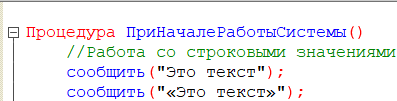 Процедура ПриНачалеРаботыСистемы()
//Работа со строковыми значениями
сообщить("Это текст");
сообщить("«Это текст»");